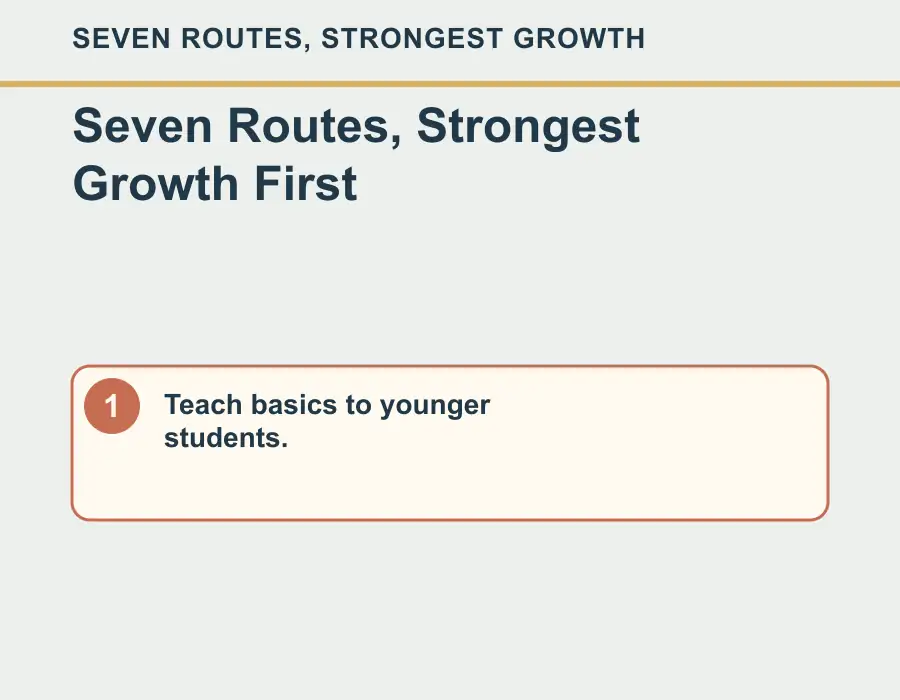 SEVEN ROUTES, STRONGEST GROWTH
Seven Routes, Strongest
Growth First
1
Teach basics to younger
students.